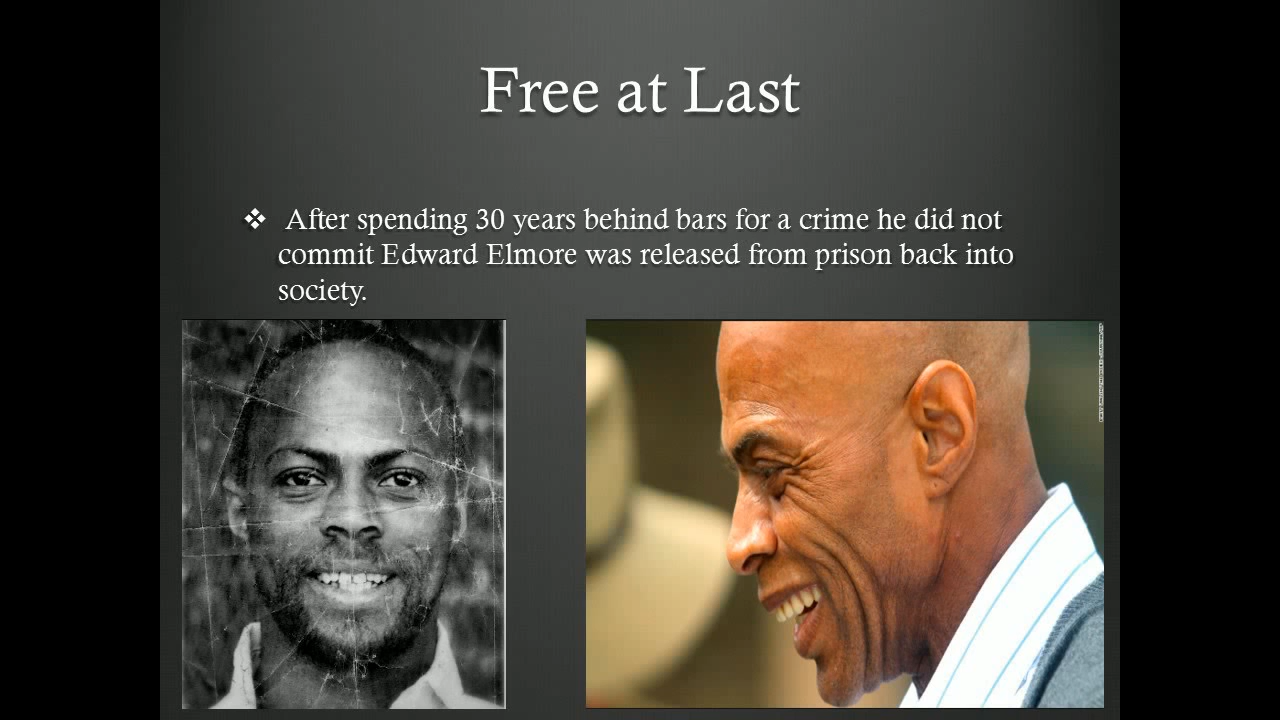 Free at Last
❖ After spending 30 years behind bars for a crime he did not
commit Edward Elmore was released from prison back into
society.